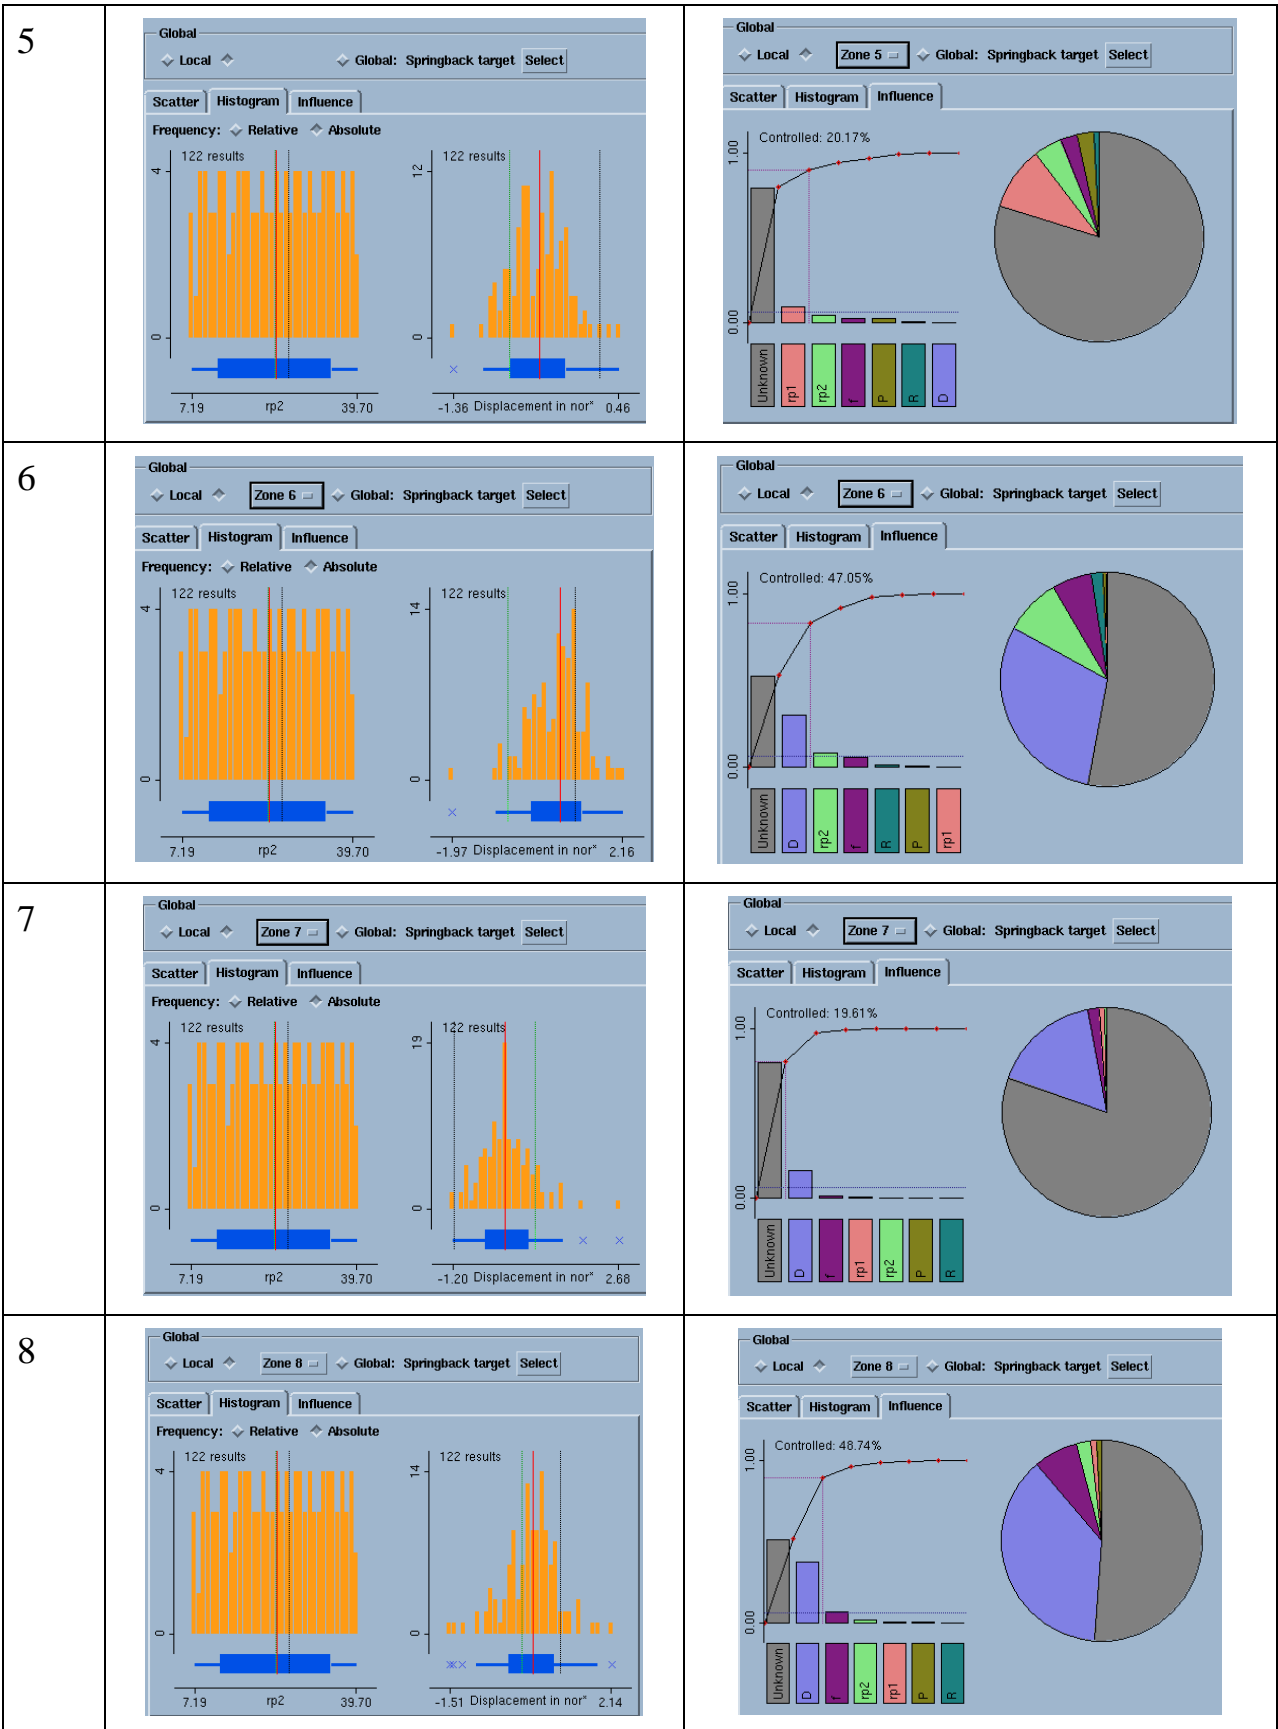 5
Global
Local
Global: Springback target Select
Scatter Histogram Influence
Frequency: Relative Absolute
122 results
4
0
7.19 rp2 39.70
122 results
12
0
-1.36 Displacement in nor* 0.46
Global
Local Zone 5 Global: Springback target Select
Scatter Histogram Influence
Controlled: 20.17%
1.00
0.00
Unknown rp1 rp2 f P R D
6
Global
Local Zone 6 Global: Springback target Select
Scatter Histogram Influence
Frequency: Relative Absolute
122 results
4
0
7.19 rp2 39.70
122 results
14
0
-1.97 Displacement in nor* 2.16
Global
Local Zone 6 Global: Springback target Select
Scatter Histogram Influence
Controlled: 47.05%
1.00
0.00
Unknown D rp2 f R P rp1
7
Global
Local Zone 7 Global: Springback target Select
Scatter Histogram Influence
Frequency: Relative Absolute
122 results
4
0
7.19 rp2 39.70
122 results
19
0
-1.20 Displacement in nor* 2.68
Global
Local Zone 7 Global: Springback target Select
Scatter Histogram Influence
Controlled: 19.61%
1.00
0.00
Unknown D f rp1 rp2 P R
8
Global
Local Zone 8 Global: Springback target Select
Scatter Histogram Influence
Frequency: Relative Absolute
122 results
4
0
7.19 rp2 39.70
122 results
14
0
-1.51 Displacement in nor* 2.14
Global
Local Zone 8 Global: Springback target Select
Scatter Histogram Influence
Controlled: 48.74%
1.00
0.00
Unknown D f rp2 rp1 P R